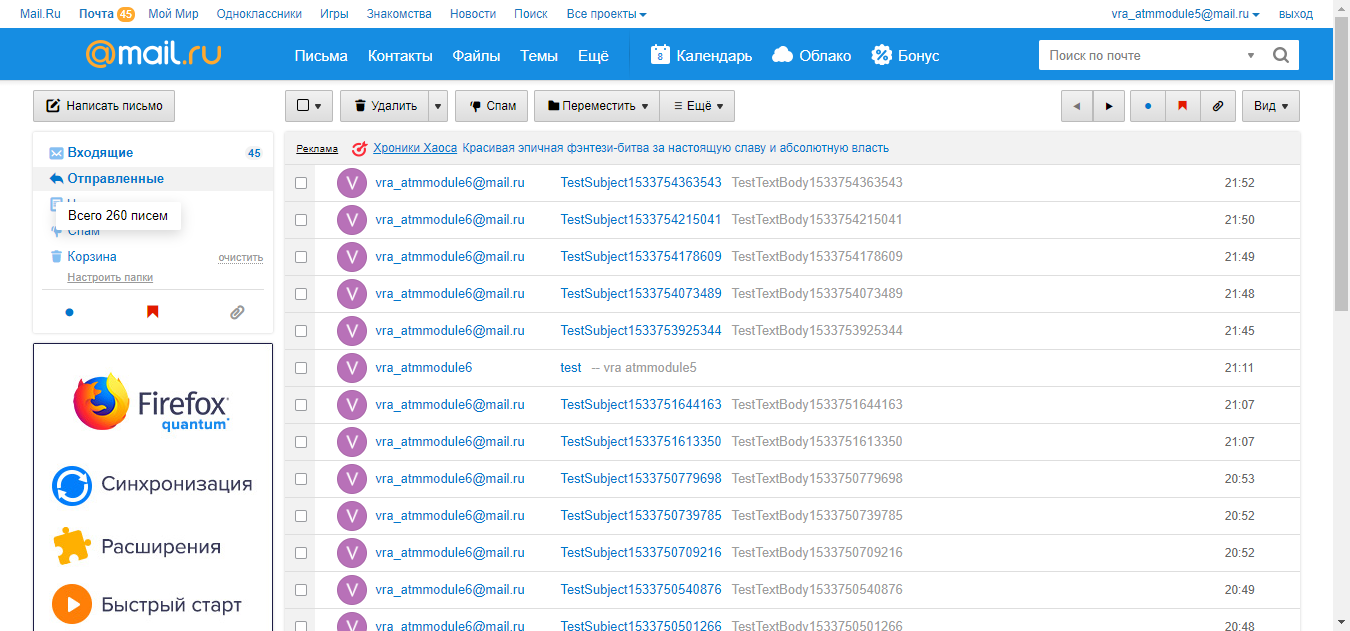 Mail.Ru Почта 45 Мой Мир Одноклассники Игры Знакомства Новости Поиск Все проекты vra_atmmodule5@mail.ru выход
@mail.ru Письма Контакты Файлы Темы Ещё 8 Календарь Облако Бонус Поиск по почте
Написать письмо Удалить Спам Переместить Ещё Вид
Входящие 45
Отправленные
Всего 260 писем
Спам
Корзина очистить
Настроить папки
Firefox
quantum
Синхронизация
Расширения
Быстрый старт
Реклама Хроники Хаоса Красивая эпичная фэнтези-битва за настоящую славу и абсолютную власть
V vra_atmmodule6@mail.ru TestSubject1533754363543 TestTextBody1533754363543 21:52
V vra_atmmodule6@mail.ru TestSubject1533754215041 TestTextBody1533754215041 21:50
V vra_atmmodule6@mail.ru TestSubject1533754178609 TestTextBody1533754178609 21:49
V vra_atmmodule6@mail.ru TestSubject1533754073489 TestTextBody1533754073489 21:48
V vra_atmmodule6@mail.ru TestSubject1533753925344 TestTextBody1533753925344 21:45
V vra_atmmodule6 test -- vra atmmodule5 21:11
V vra_atmmodule6@mail.ru TestSubject1533751644163 TestTextBody1533751644163 21:07
V vra_atmmodule6@mail.ru TestSubject1533751613350 TestTextBody1533751613350 21:07
V vra_atmmodule6@mail.ru TestSubject1533750779698 TestTextBody1533750779698 20:53
V vra_atmmodule6@mail.ru TestSubject1533750739785 TestTextBody1533750739785 20:52
V vra_atmmodule6@mail.ru TestSubject1533750709216 TestTextBody1533750709216 20:52
V vra_atmmodule6@mail.ru TestSubject1533750540876 TestTextBody1533750540876 20:49
V vra_atmmodule6@mail.ru TestSubject1533750501266 TestTextBody1533750501266 20:48